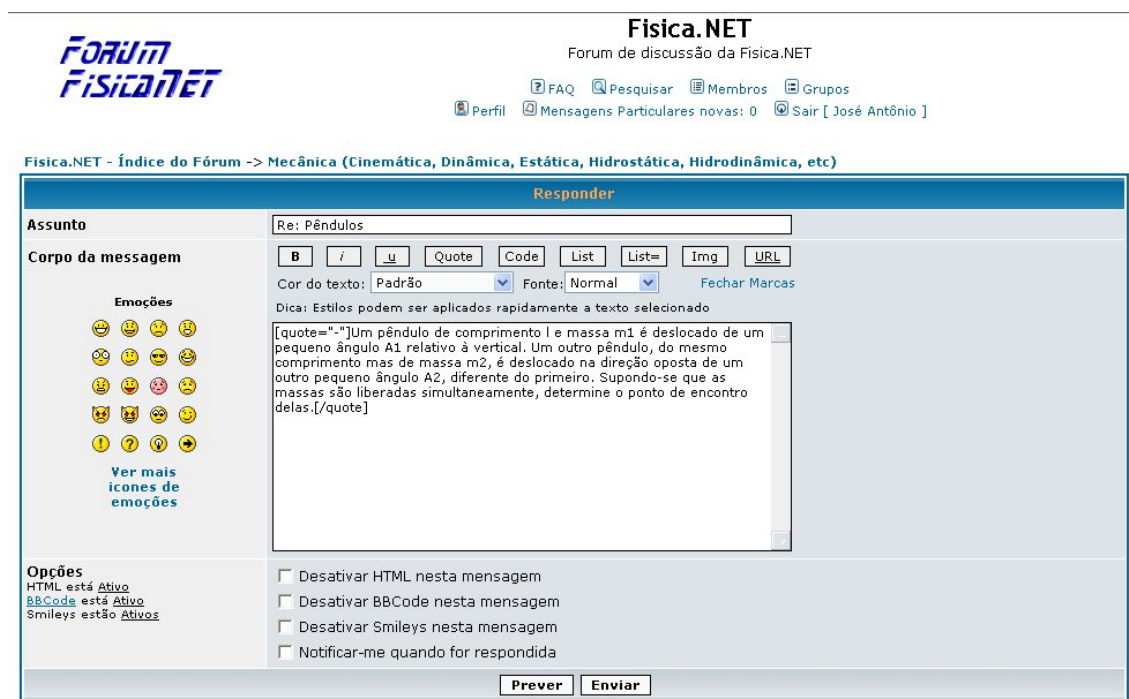 Forum
FisicaNET
Fisica.NET
Forum de discussão da Fisica.NET
FAQ Pesquisar Membros Grupos
Perfil Mensagens Particulares novas: 0 Sair [ José Antônio ]
Fisica.NET - Índice do Fórum -> Mecânica (Cinemática, Dinâmica, Estática, Hidrostática, Hidrodinâmica, etc)
Responder
Assunto
Re: Pêndulos
Corpo da messagem
B i u Quote Code List List= Img URL
Cor do texto: Padrão Fonte: Normal Fechar Marcas
Dica: Estilos podem ser aplicados rapidamente a texto selecionado
Emoções
[quote="-"]Um pêndulo de comprimento l e massa m1 é deslocado de um
pequeno ângulo A1 relativo à vertical. Um outro pêndulo, do mesmo
comprimento mas de massa m2, é deslocado na direção oposta de um
outro pequeno ângulo A2, diferente do primeiro. Supondo-se que as
massas são liberadas simultaneamente, determine o ponto de encontro
delas.[/quote]
Ver mais
icones de
emoções
Opções
HTML está Ativo
BBCode está Ativo
Smileys estão Ativos
Desativar HTML nesta mensagem
Desativar BBCode nesta mensagem
Desativar Smileys nesta mensagem
Notificar-me quando for respondida
Prever Enviar